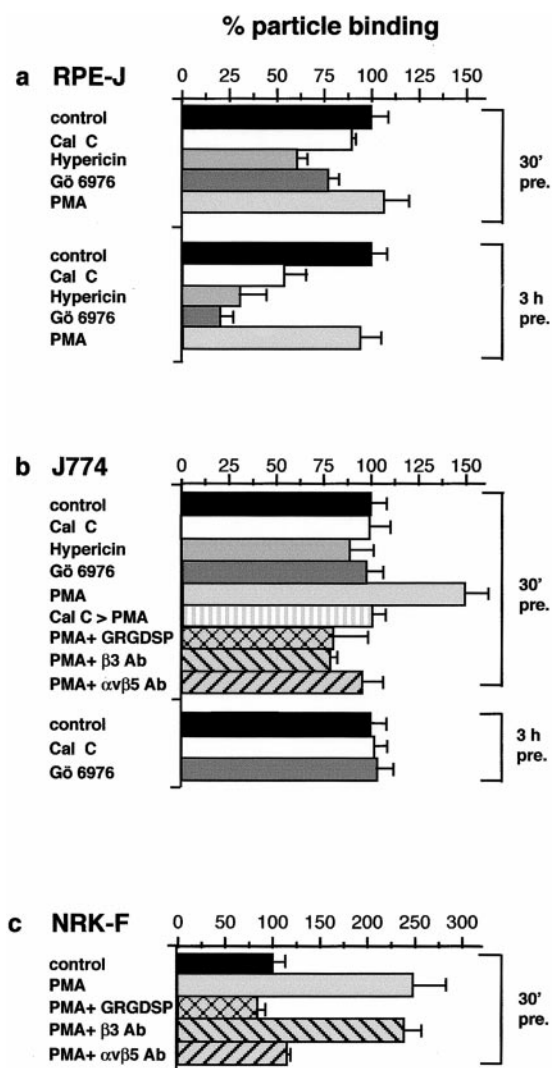 % particle binding
a RPE-J
0 25 50 75 100 125 150
control
Cal C
Hypericin
Gö 6976
PMA
30'
pre.
control
Cal C
Hypericin
Gö 6976
PMA
3 h
pre.
b J774
0 25 50 75 100 125 150
control
Cal C
Hypericin
Gö 6976
PMA
Cal C > PMA
PMA+ GRGDSP
PMA+ β3 Ab
PMA+ αvβ5 Ab
30'
pre.
control
Cal C
Gö 6976
3 h
pre.
c NRK-F
0 50 100 150 200 250 300
control
PMA
PMA+ GRGDSP
PMA+ β3 Ab
PMA+ αvβ5 Ab
30'
pre.